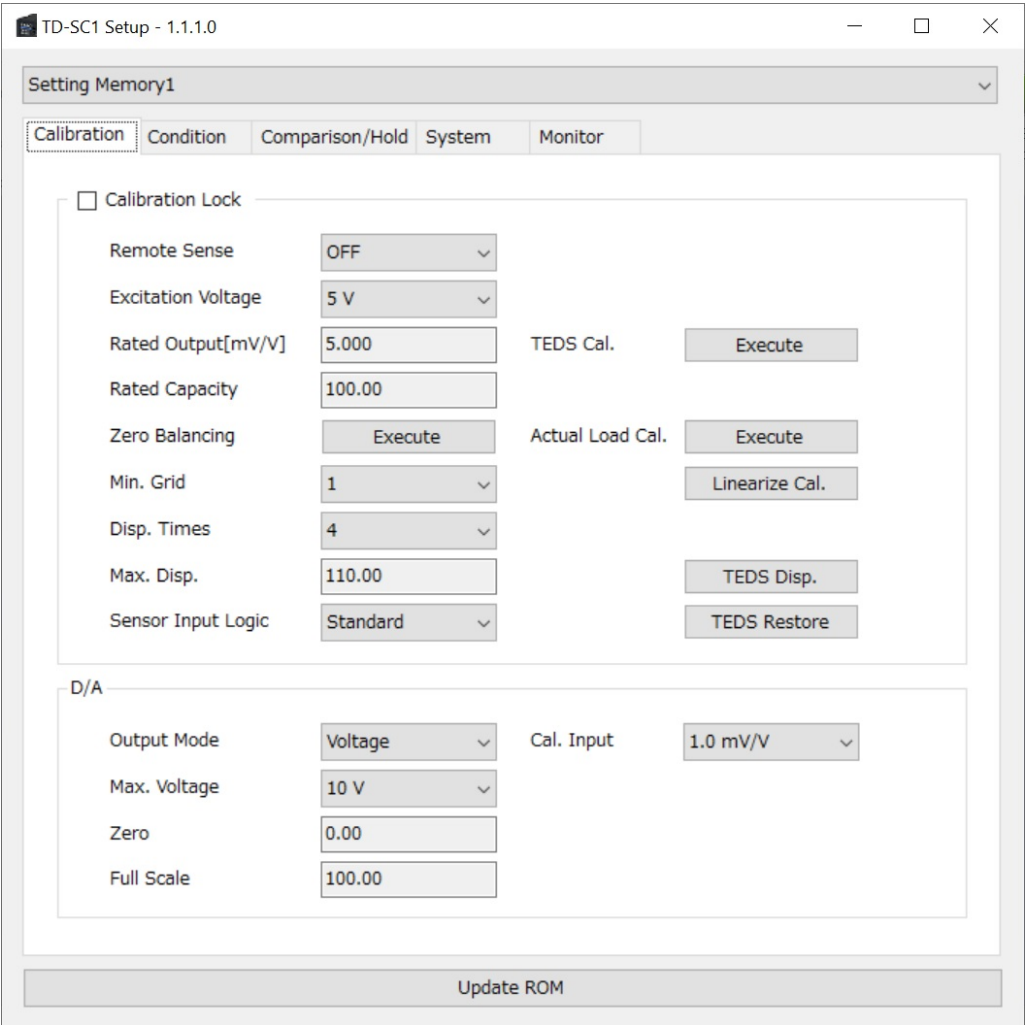 TD-SC1 Setup - 1.1.1.0
Setting Memory1
Calibration Condition Comparison/Hold System Monitor
Calibration Lock
Remote Sense OFF
Excitation Voltage 5 V
Rated Output[mV/V] 5.000 TEDS Cal. Execute
Rated Capacity 100.00
Zero Balancing Execute Actual Load Cal. Execute
Min. Grid 1 Linearize Cal.
Disp. Times 4
Max. Disp. 110.00 TEDS Disp.
Sensor Input Logic Standard TEDS Restore
D/A
Output Mode Voltage Cal. Input 1.0 mV/V
Max. Voltage 10 V
Zero 0.00
Full Scale 100.00
Update ROM